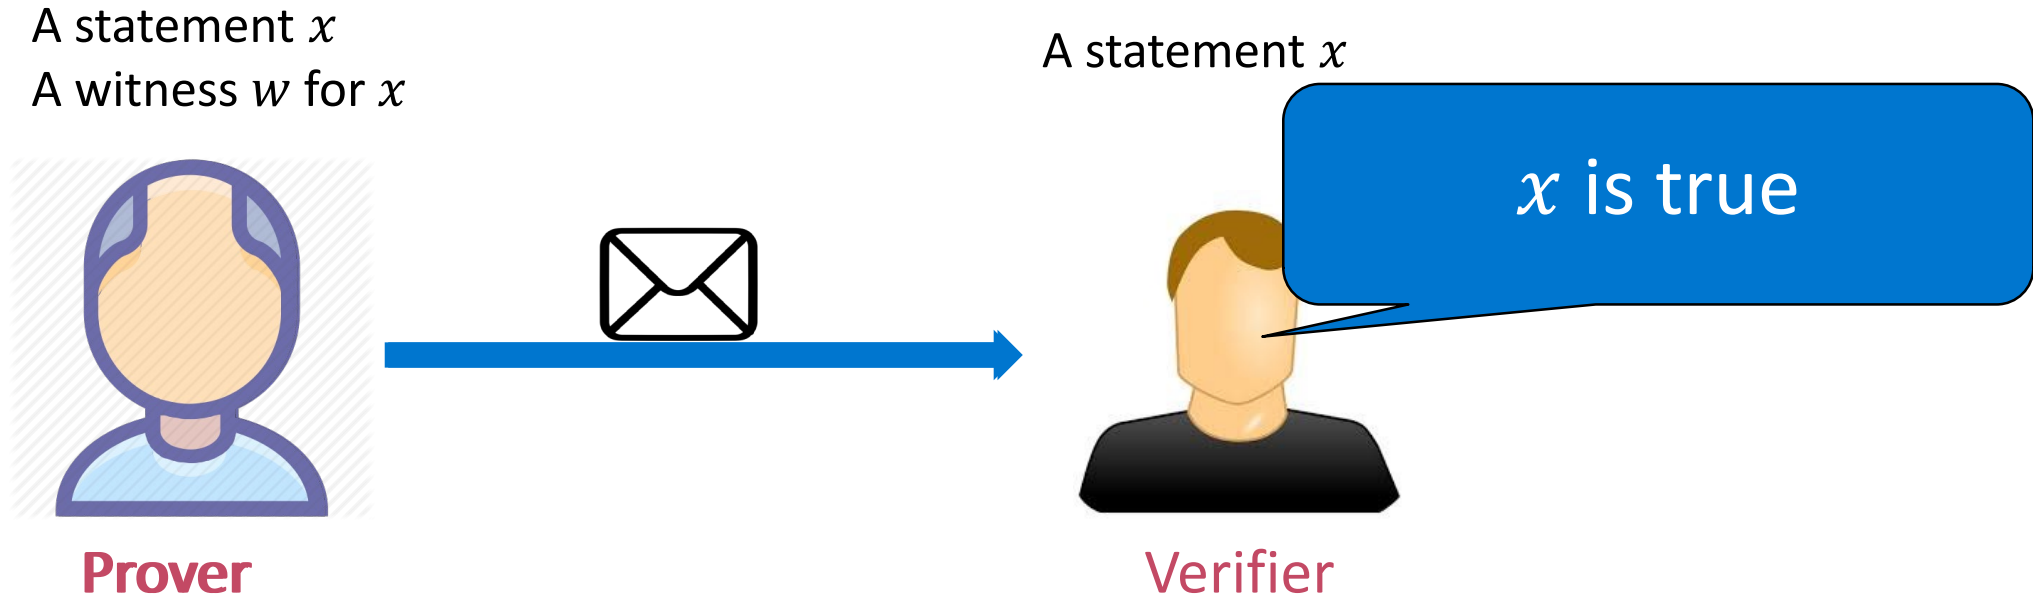 A statement 𝑥
A witness 𝑤 for 𝑥
A statement 𝑥
𝑥 is true
Prover
Verifier